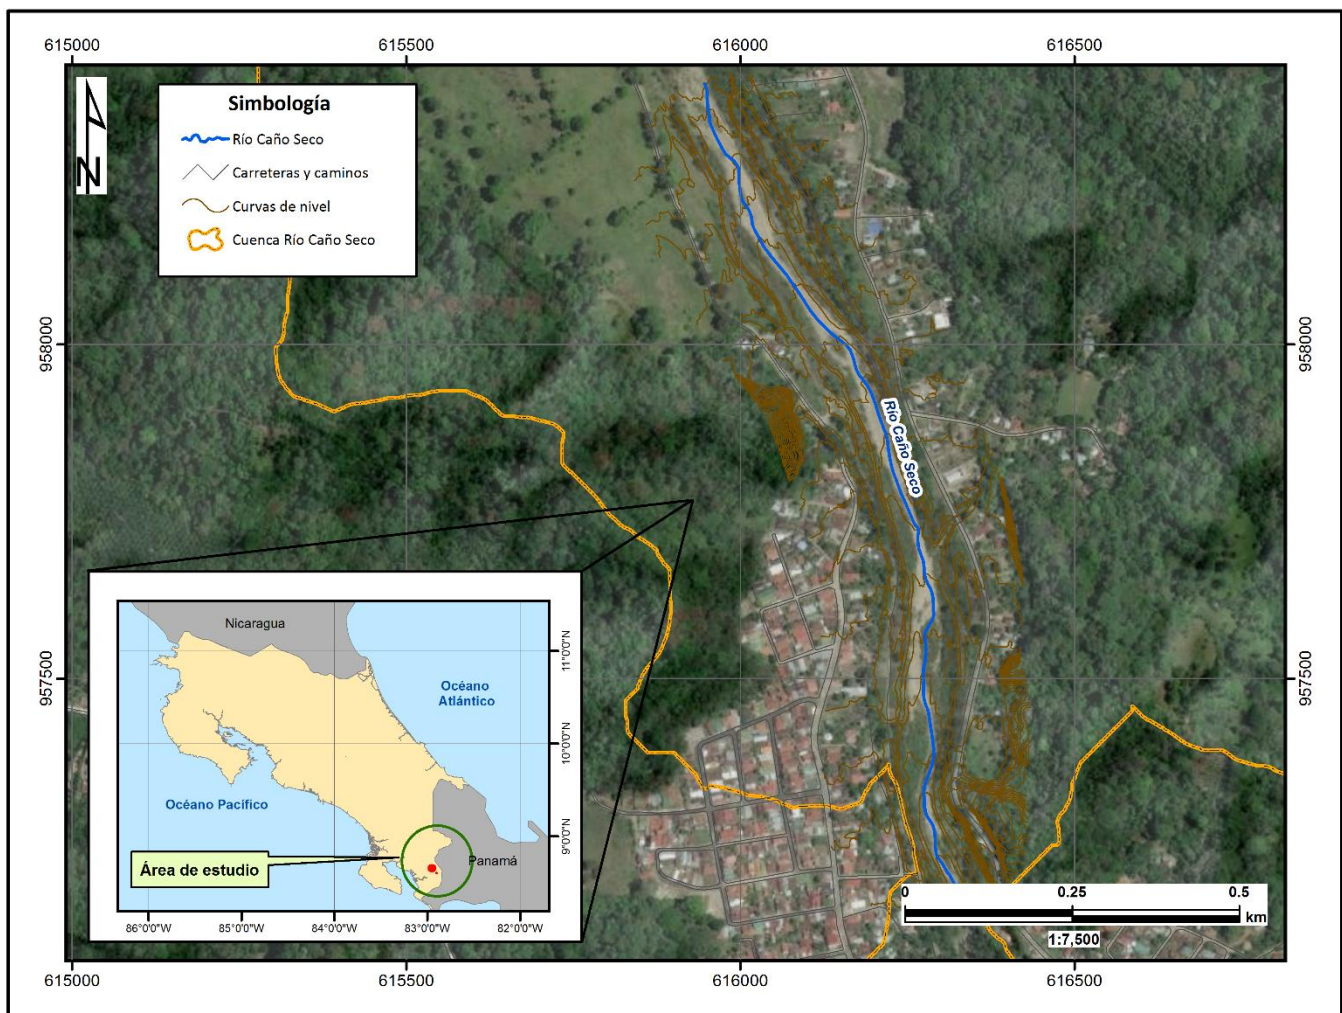 615000
615500
616000
616500
Simbología
Río Caño Seco
Carreteras y caminos
Curvas de nivel
Cuenca Río Caño Seco
N
958000
958000
Río Caño Seco
957500
957500
Nicaragua
Océano
Atlántico
Océano Pacífico
Panamá
Área de estudio
11°0'0"N
10°0'0"N
9°0'0"N
86°0'0"W
85°0'0"W
84°0'0"W
83°0'0"W
82°0'0"W
0
0.25
0.5
km
1:7,500
615000
615500
616000
616500